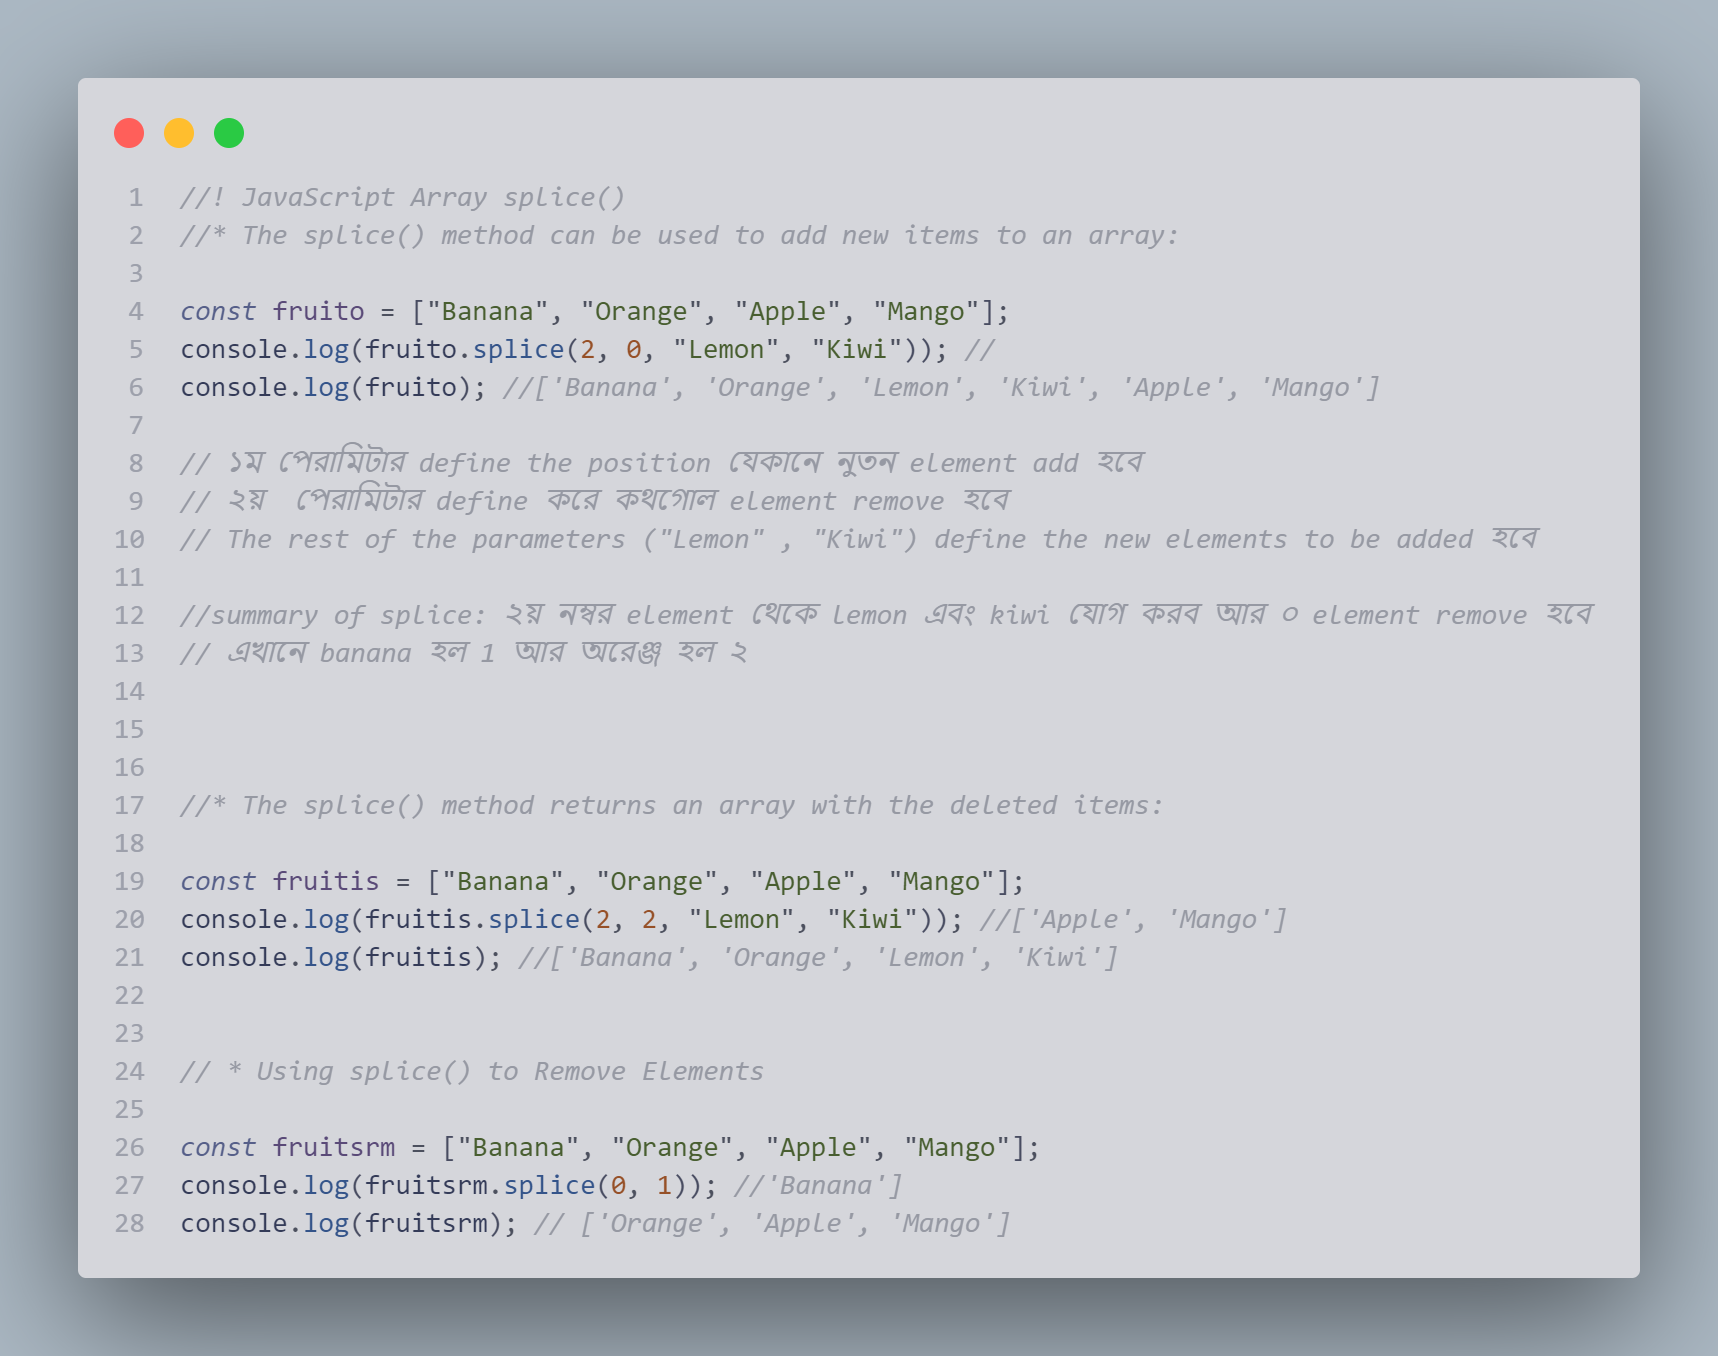 1 //! JavaScript Array splice()
2 //* The splice() method can be used to add new items to an array:
3
4 const fruito = ["Banana", "Orange", "Apple", "Mango"];
5 console.log(fruito.splice(2, 0, "Lemon", "Kiwi")); //
6 console.log(fruito); //['Banana', 'Orange', 'Lemon', 'Kiwi', 'Apple', 'Mango']
7
8 // ১ম পেরামিটার define the position যেকানে নুতন element add হবে
9 // ২য়  পেরামিটার define করে কথগোল element remove হবে
10 // The rest of the parameters ("Lemon" , "Kiwi") define the new elements to be added হবে
11
12 //summary of splice: ২য় নম্বর element থেকে lemon এবং kiwi যোগ করব আর ০ element remove হবে
13 // এখানে banana হল 1 আর অরেঞ্জ হল ২
14
15
16
17 //* The splice() method returns an array with the deleted items:
18
19 const fruitis = ["Banana", "Orange", "Apple", "Mango"];
20 console.log(fruitis.splice(2, 2, "Lemon", "Kiwi")); //['Apple', 'Mango']
21 console.log(fruitis); //['Banana', 'Orange', 'Lemon', 'Kiwi']
22
23
24 // * Using splice() to Remove Elements
25
26 const fruitsrm = ["Banana", "Orange", "Apple", "Mango"];
27 console.log(fruitsrm.splice(0, 1)); //'Banana']
28 console.log(fruitsrm); // ['Orange', 'Apple', 'Mango']